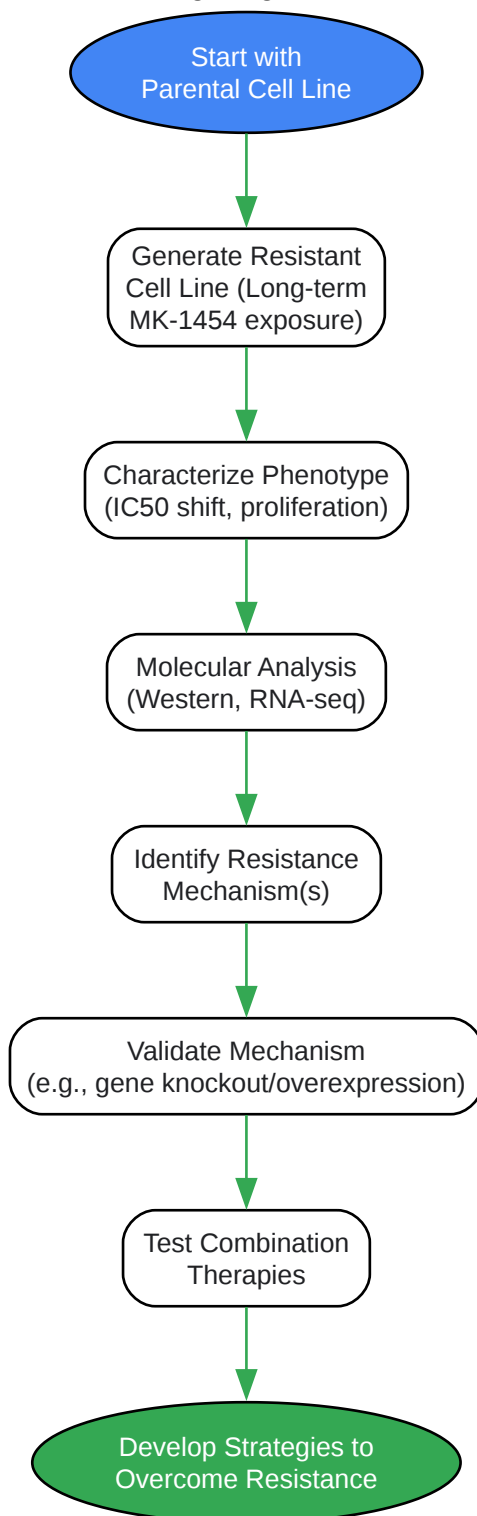 Start with
Parental Cell Line
Generate Resistant
Cell Line (Long-term
MK-1454 exposure)
Characterize Phenotype
(IC50 shift, proliferation)
Molecular Analysis
(Western, RNA-seq)
Identify Resistance
Mechanism(s)
Validate Mechanism
(e.g., gene knockout/overexpression)
Test Combination
Therapies
Develop Strategies to
Overcome Resistance